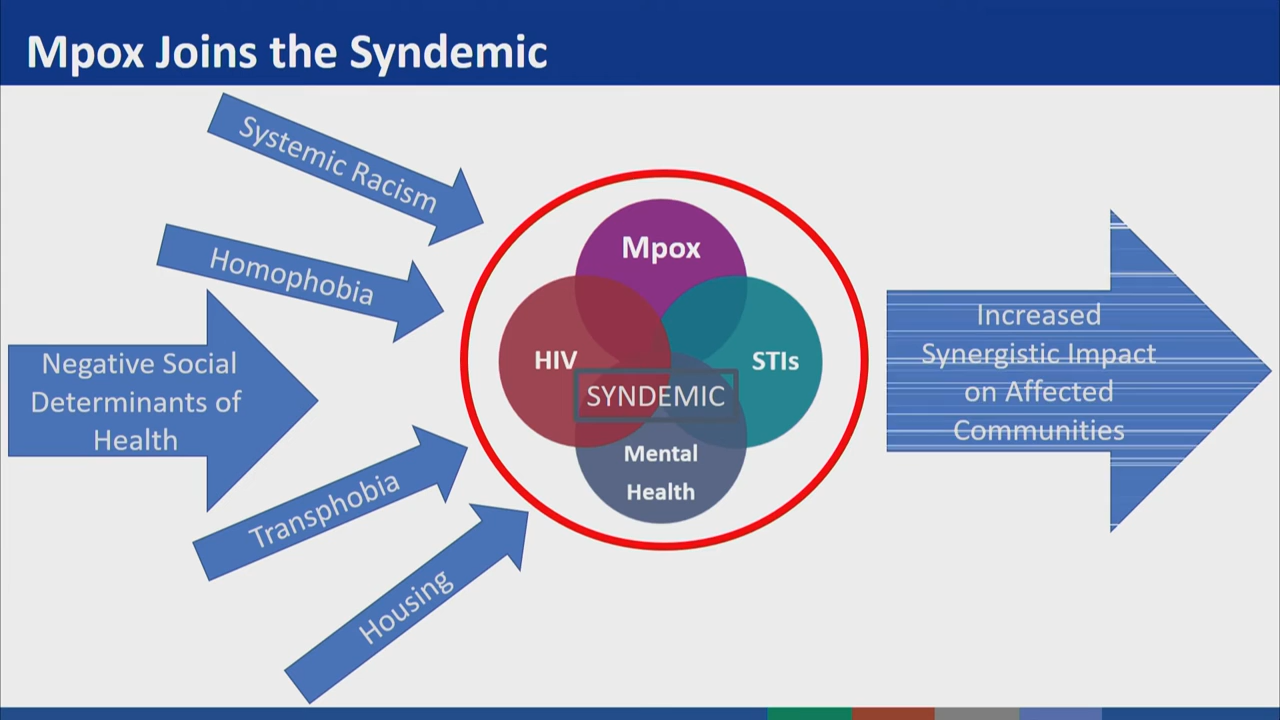 Mpox Joins the Syndemic
Systemic Racism
Homophobia
Negative Social
Determinants of
Health
Transphobia
Housing
Mpox
HIV
STIs
SYNDEMIC
Mental
Health
Increased
Synergistic Impact
on Affected
Communities